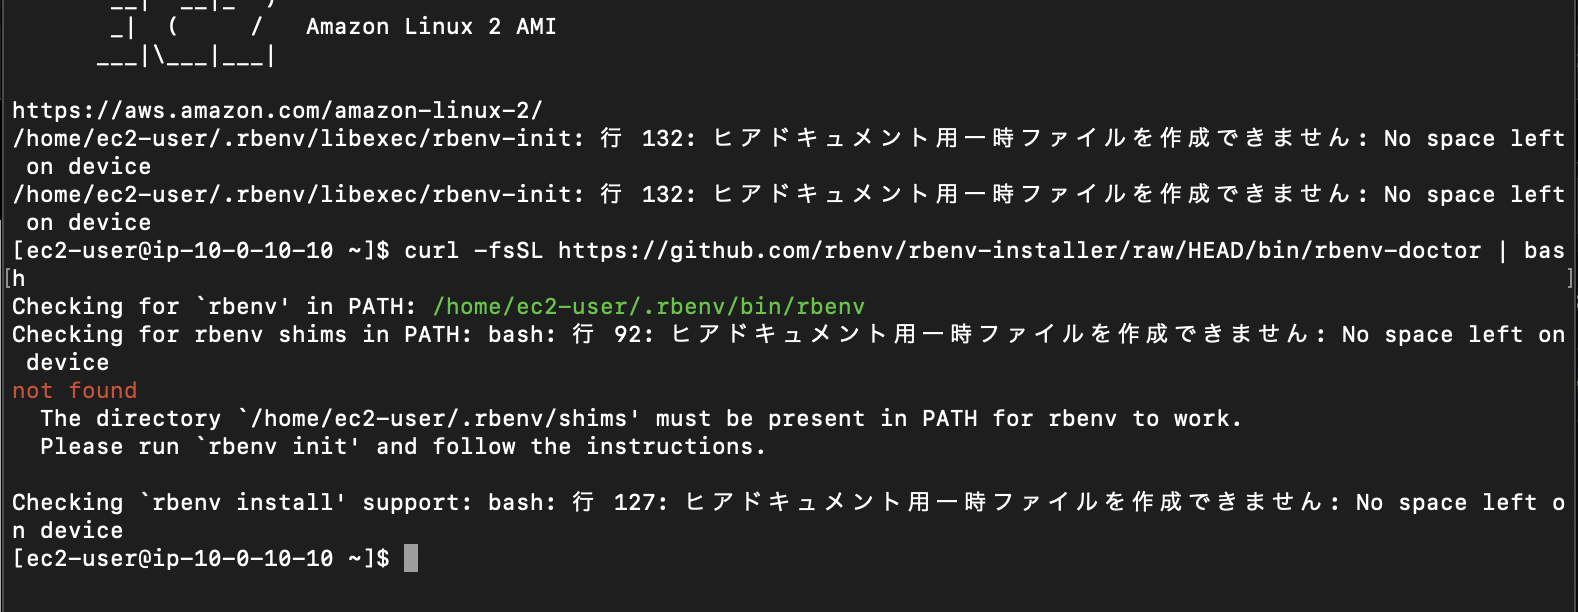 __|  __|_  )
_|  (     /   Amazon Linux 2 AMI
___|\___|___|
https://aws.amazon.com/amazon-linux-2/
/home/ec2-user/.rbenv/libexec/rbenv-init: 行 132: ヒアドキュメント用一時ファイルを作成できません: No space left
on device
/home/ec2-user/.rbenv/libexec/rbenv-init: 行 132: ヒアドキュメント用一時ファイルを作成できません: No space left
on device
[ec2-user@ip-10-0-10-10 ~]$ curl -fsSL https://github.com/rbenv/rbenv-installer/raw/HEAD/bin/rbenv-doctor | bas
h
Checking for `rbenv' in PATH: /home/ec2-user/.rbenv/bin/rbenv
Checking for rbenv shims in PATH: bash: 行 92: ヒアドキュメント用一時ファイルを作成できません: No space left on
device
not found
The directory `/home/ec2-user/.rbenv/shims' must be present in PATH for rbenv to work.
Please run `rbenv init' and follow the instructions.
Checking `rbenv install' support: bash: 行 127: ヒアドキュメント用一時ファイルを作成できません: No space left o
n device
[ec2-user@ip-10-0-10-10 ~]$